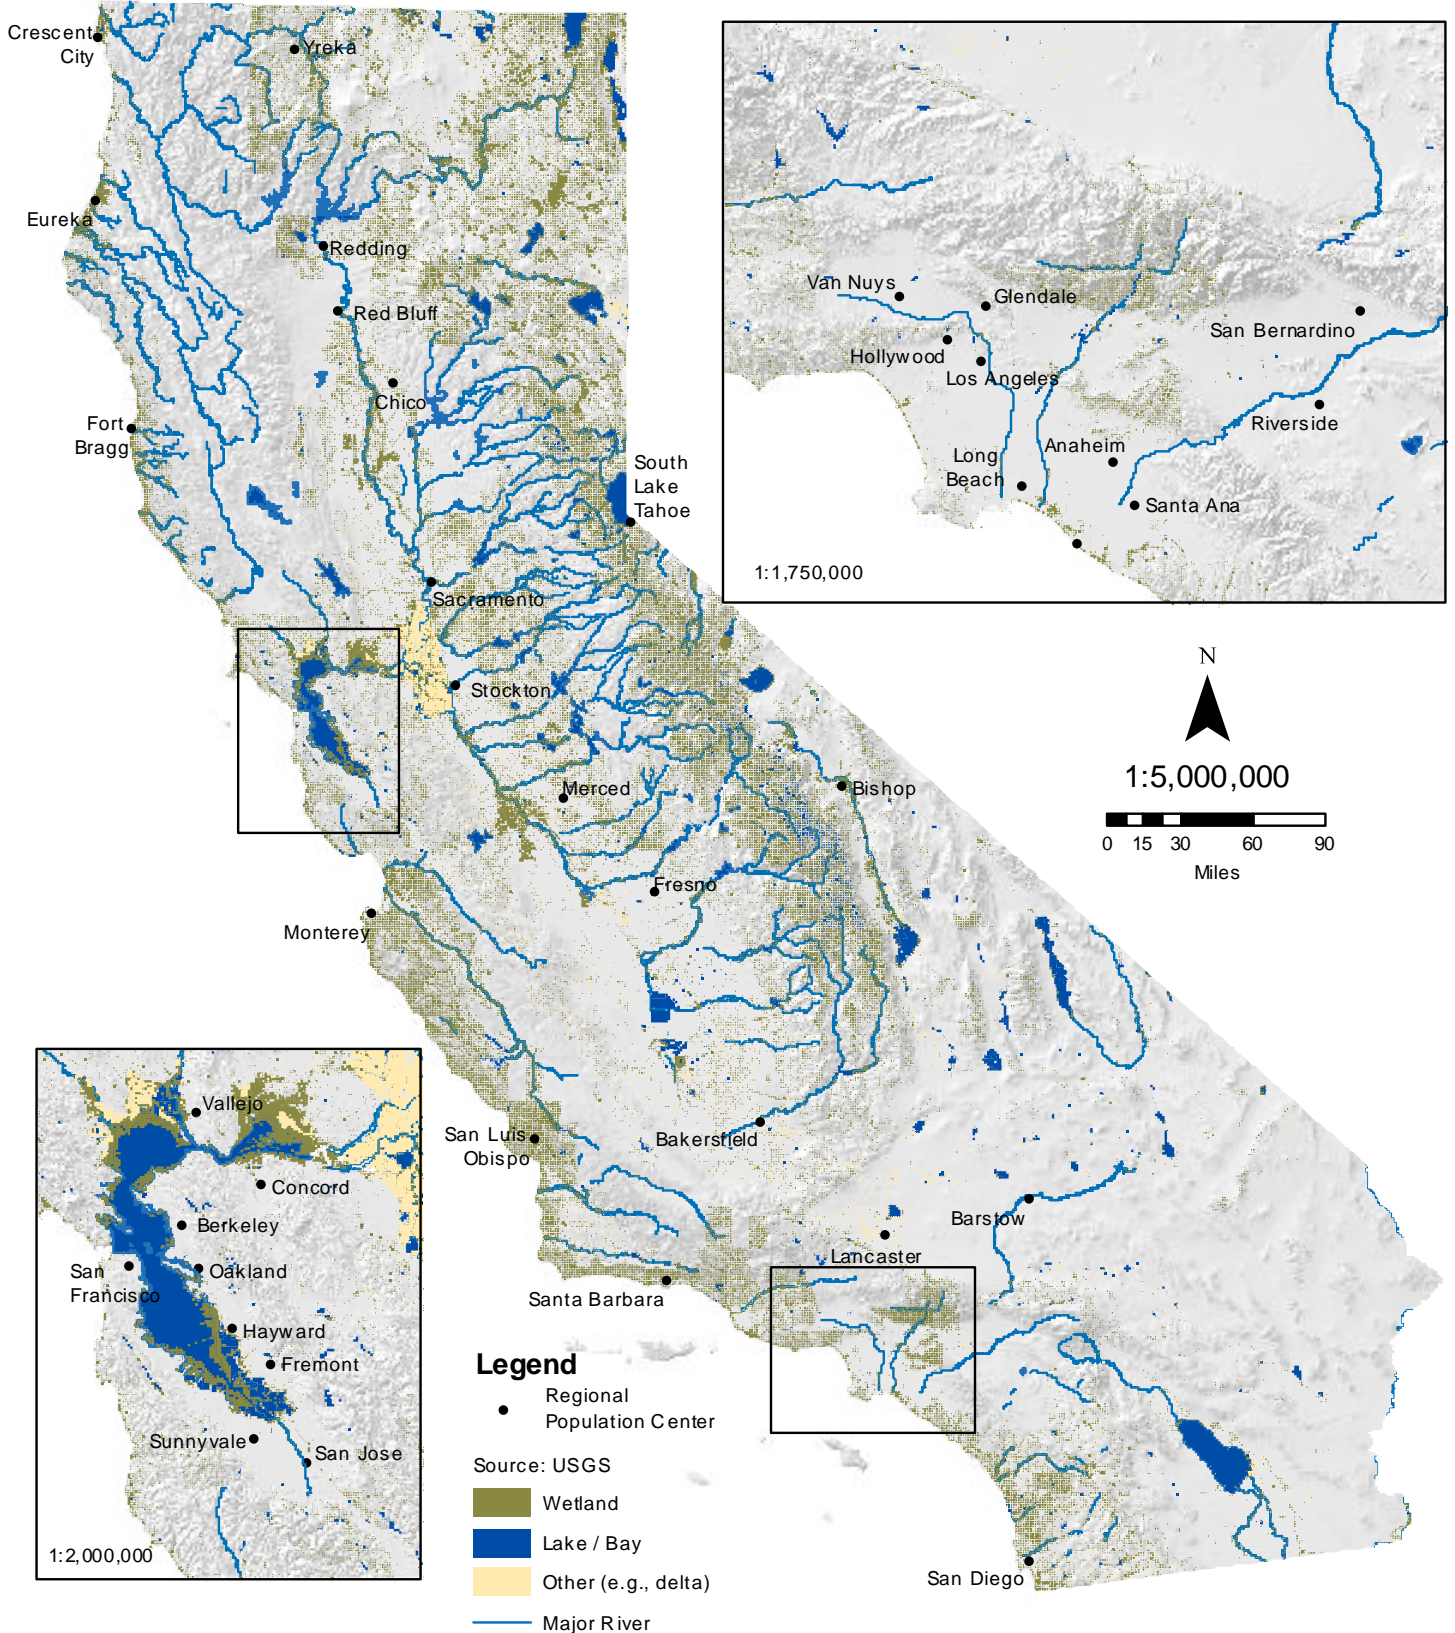 Crescent
City
Yreka
Eureka
Redding
Red Bluff
Chico
Fort
Bragg
South
Lake
Tahoe
Sacramento
Stockton
Merced
Bishop
Fresno
Monterey
San Luis
Obispo
Bakersfield
Barstow
Lancaster
Santa Barbara
San Diego
Van Nuys
Glendale
San Bernardino
Hollywood
Los Angeles
Riverside
Anaheim
Long
Beach
Santa Ana
1:1,750,000
N
1:5,000,000
0 15 30 60 90
Miles
Vallejo
Concord
Berkeley
San
Francisco
Oakland
Hayward
Fremont
Sunnyvale
San Jose
1:2,000,000
Legend
Regional
Population Center
Source: USGS
Wetland
Lake / Bay
Other (e.g., delta)
Major River